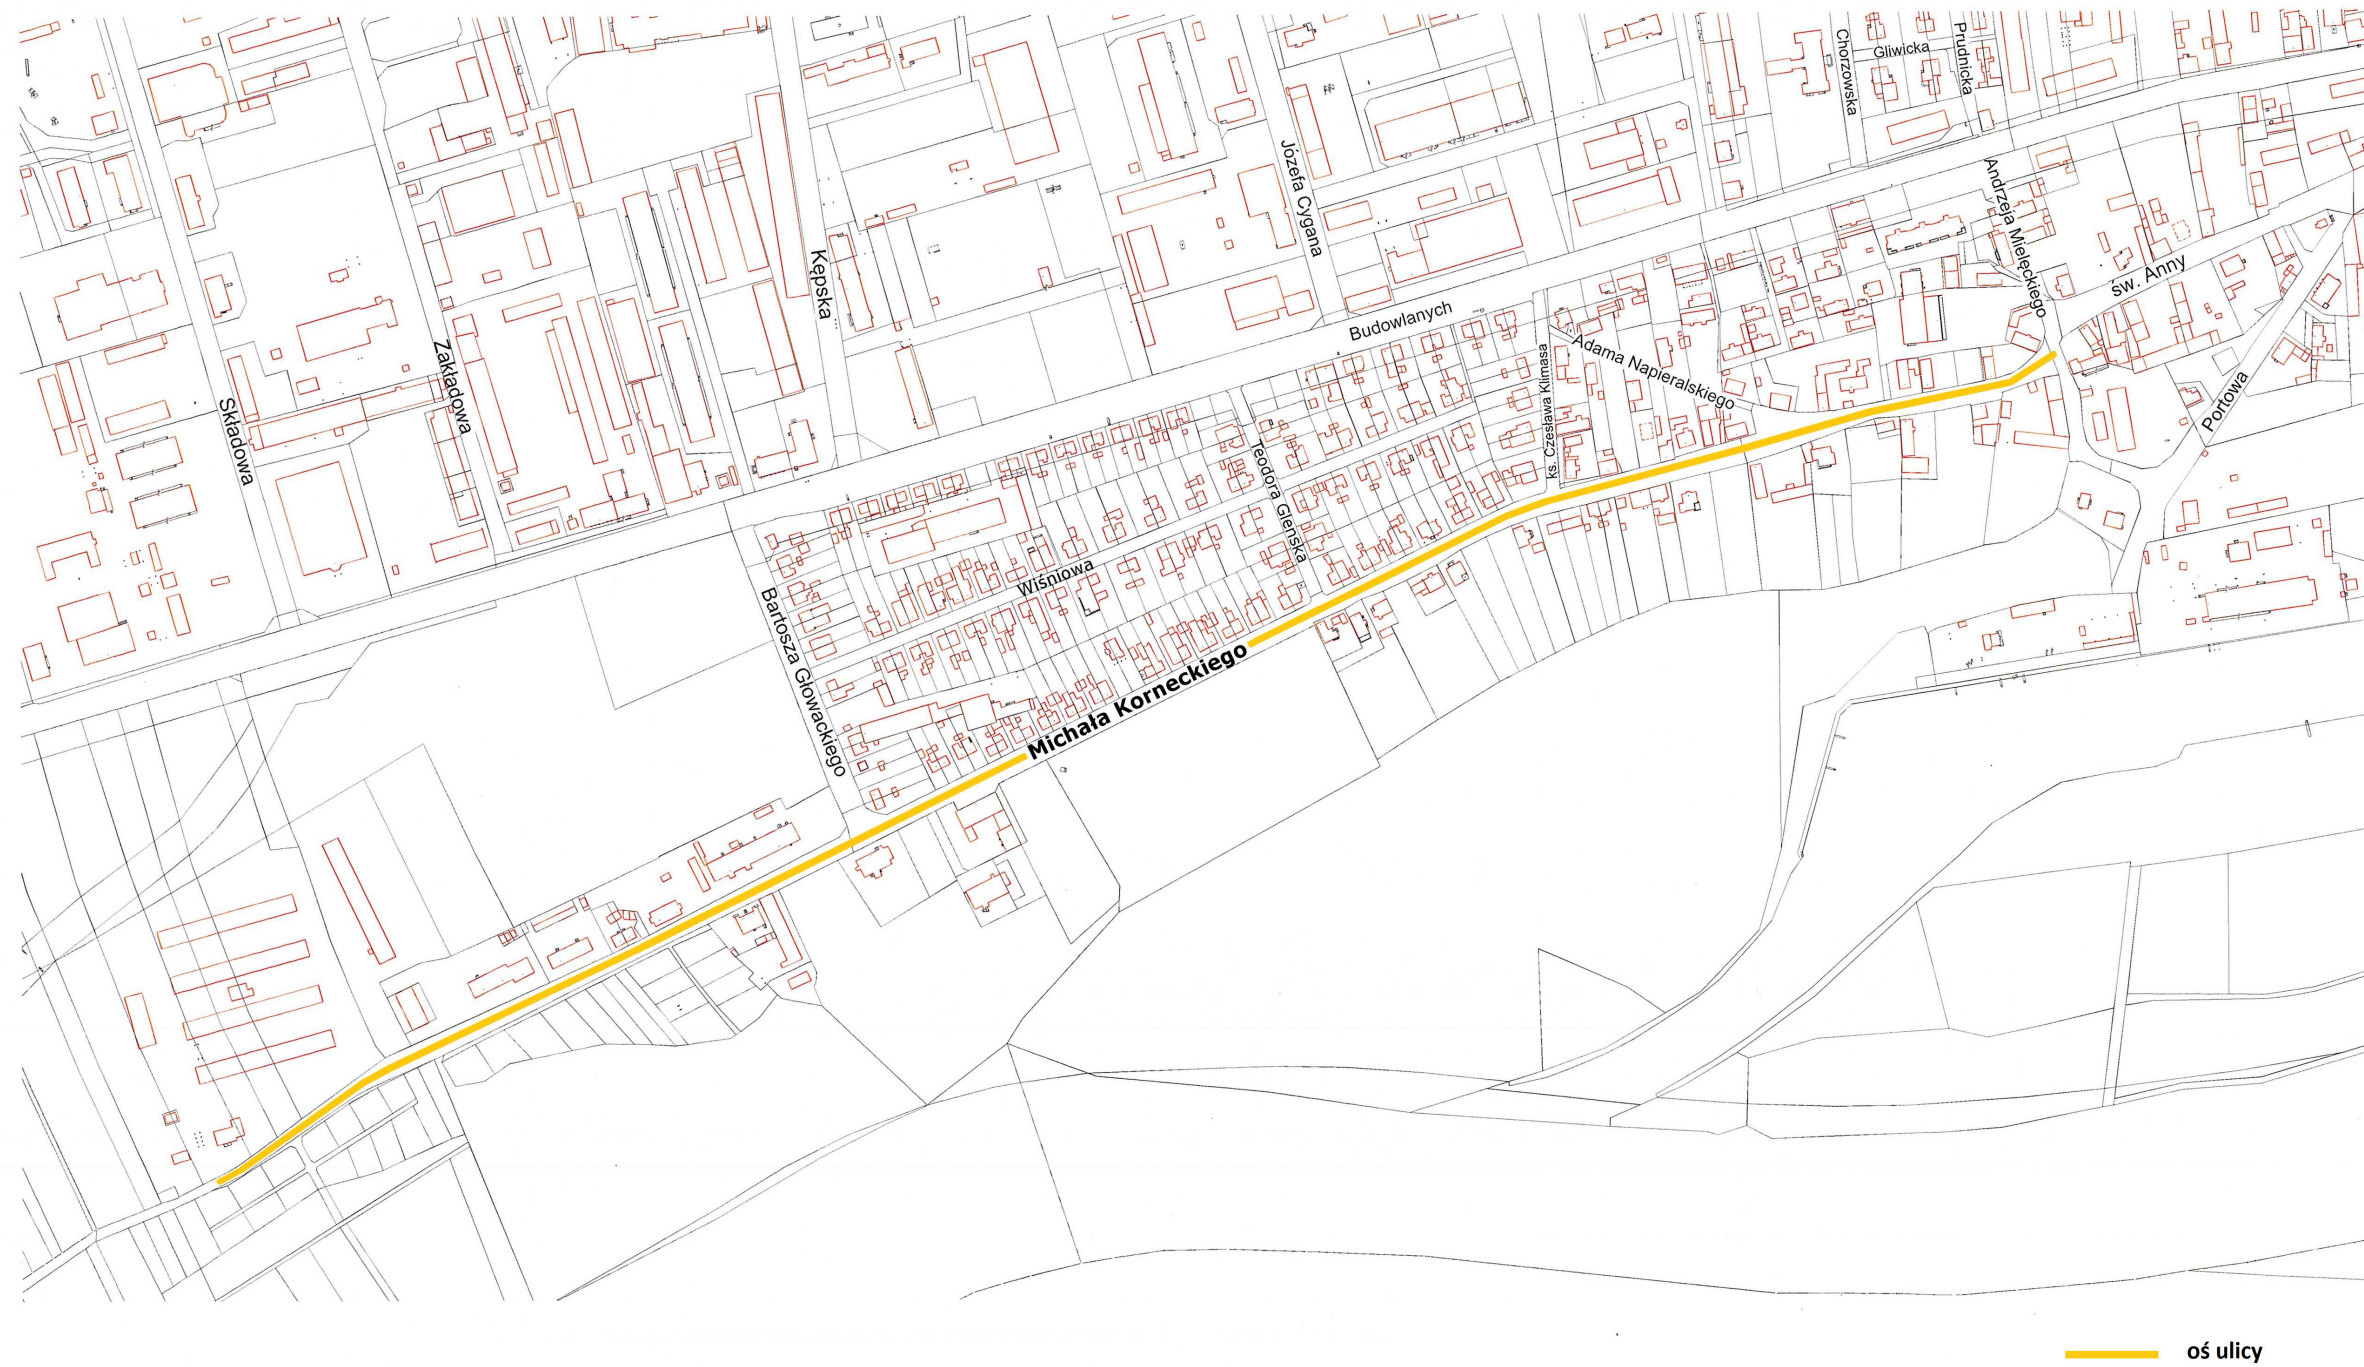 Chorzowska
Gliwicka
Prudnicka
Józefa Cygana
Andrzeja Mielęckiego
św. Anny
Kępska
Budowlanych
Zakładowa
ks. Czesława Klimasa
Adama Napieralskiego
Portowa
Składowa
Teodora Gleńska
Wiśniowa
Bartosza Głowackiego
Michała Korneckiego
oś ulicy